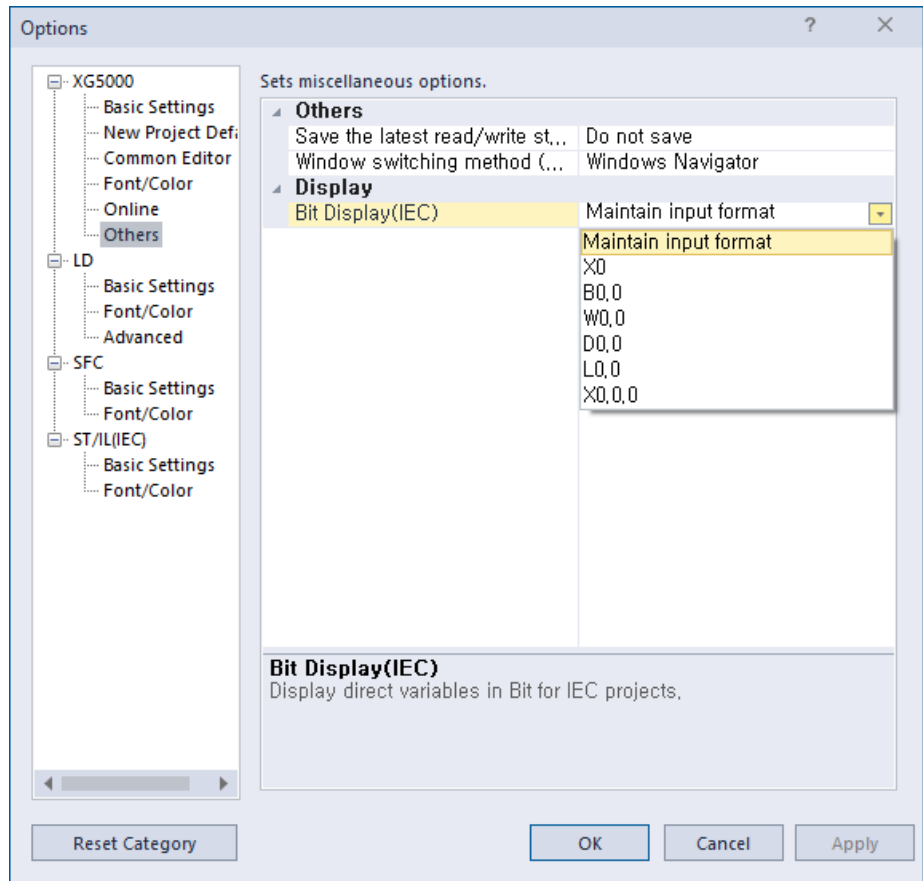 Options
?
XG5000
Basic Settings
New Project Def
Common Editor
Font/Color
Online
Others
LD
Basic Settings
Font/Color
Advanced
SFC
Basic Settings
Font/Color
ST/IL(IEC)
Basic Settings
Font/Color
Sets miscellaneous options.
Others
Save the latest read/write st... Do not save
Window switching method (... Windows Navigator
Display
Bit Display(IEC) Maintain input format
Maintain input format
X0
B0.0
W0.0
D0.0
L0.0
X0.0.0
Bit Display(IEC)
Display direct variables in Bit for IEC projects.
Reset Category
OK Cancel Apply